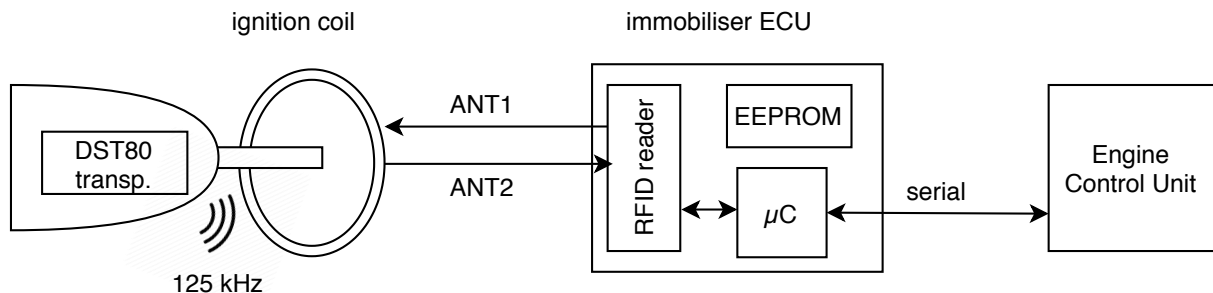 ignition coil
immobiliser ECU
ANT1
ANT2
DST80
transp.
125 kHz
RFID reader
EEPROM
μC
serial
Engine
Control Unit